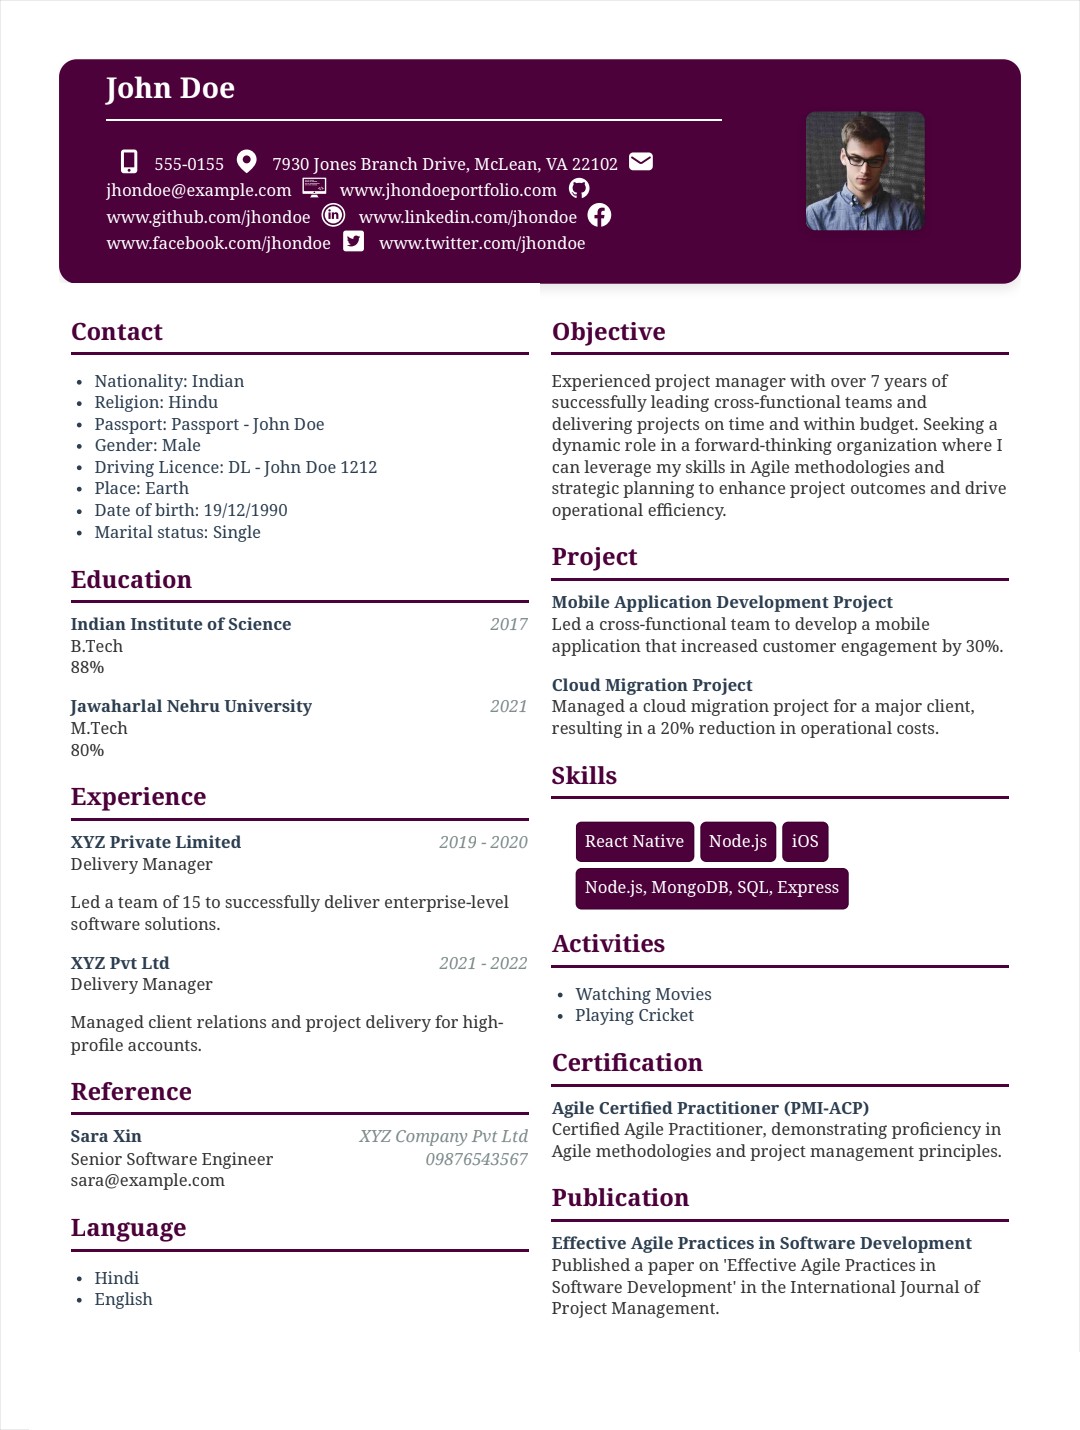 John Doe
555-0155 7930 Jones Branch Drive, McLean, VA 22102
jhondoe@example.com www.jhondoeportfolio.com
www.github.com/jhondoe www.linkedin.com/jhondoe
www.facebook.com/jhondoe www.twitter.com/jhondoe
Contact
Nationality: Indian
Religion: Hindu
Passport: Passport - John Doe
Gender: Male
Driving Licence: DL - John Doe 1212
Place: Earth
Date of birth: 19/12/1990
Marital status: Single
Education
Indian Institute of Science 2017
B.Tech
88%
Jawaharlal Nehru University 2021
M.Tech
80%
Experience
XYZ Private Limited 2019 - 2020
Delivery Manager
Led a team of 15 to successfully deliver enterprise-level
software solutions.
XYZ Pvt Ltd 2021 - 2022
Delivery Manager
Managed client relations and project delivery for high-
profile accounts.
Reference
Sara Xin XYZ Company Pvt Ltd
Senior Software Engineer 09876543567
sara@example.com
Language
Hindi
English
Objective
Experienced project manager with over 7 years of
successfully leading cross-functional teams and
delivering projects on time and within budget. Seeking a
dynamic role in a forward-thinking organization where I
can leverage my skills in Agile methodologies and
strategic planning to enhance project outcomes and drive
operational efficiency.
Project
Mobile Application Development Project
Led a cross-functional team to develop a mobile
application that increased customer engagement by 30%.
Cloud Migration Project
Managed a cloud migration project for a major client,
resulting in a 20% reduction in operational costs.
Skills
React Native Node.js iOS
Node.js, MongoDB, SQL, Express
Activities
Watching Movies
Playing Cricket
Certification
Agile Certified Practitioner (PMI-ACP)
Certified Agile Practitioner, demonstrating proficiency in
Agile methodologies and project management principles.
Publication
Effective Agile Practices in Software Development
Published a paper on 'Effective Agile Practices in
Software Development' in the International Journal of
Project Management.